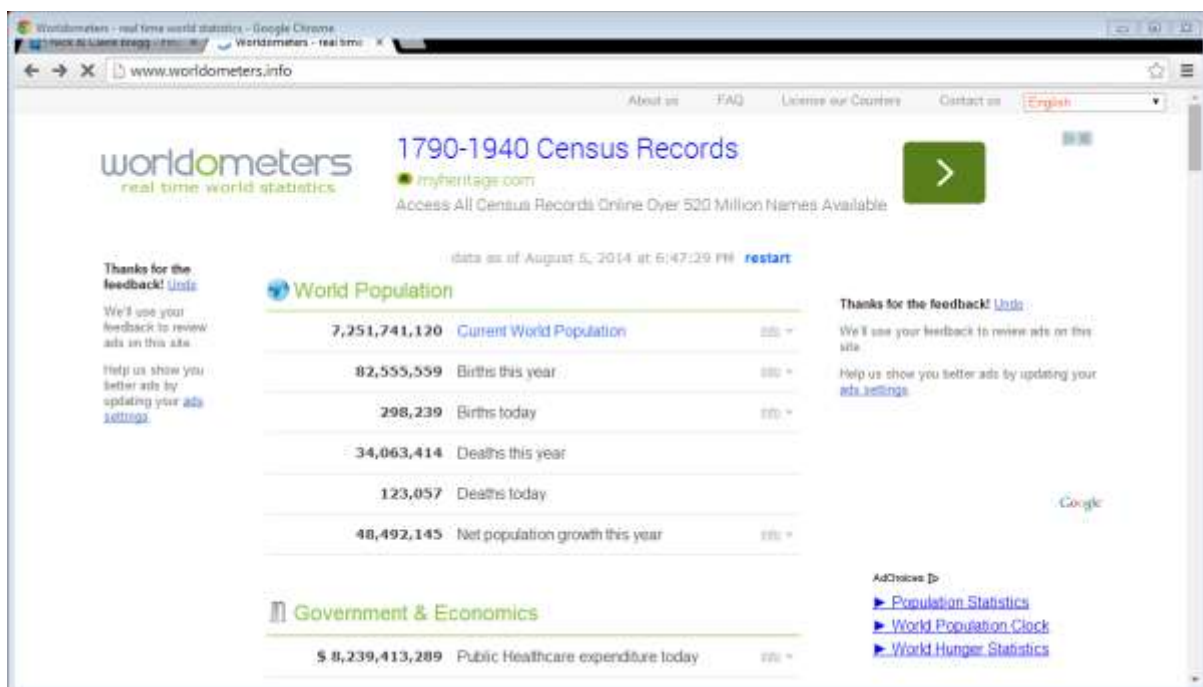 Worldometers - real time world statistics - Google Chrome
Worldometers - real time
www.worldometers.info
About us FAQ License our Counters Contact us English
worldometers
real time world statistics
1790-1940 Census Records
myheritage.com
Access All Census Records Online Over 520 Million Names Available
data as of August 5, 2014 at 6:47:29 PM restart
Thanks for the
feedback! Undo
We'll use your
feedback to review
ads on this site
Help us show you
better ads by
updating your ads
settings
World Population
7,251,741,120 Current World Population info
82,555,559 Births this year info
298,239 Births today info
34,063,414 Deaths this year
123,057 Deaths today
48,492,145 Net population growth this year info
Government & Economics
$ 8,239,413,289 Public Healthcare expenditure today info
Thanks for the feedback! Undo
We'll use your feedback to review ads on this
site
Help us show you better ads by updating your
ads settings
Google
AdChoices
► Population Statistics
► World Population Clock
► World Hunger Statistics